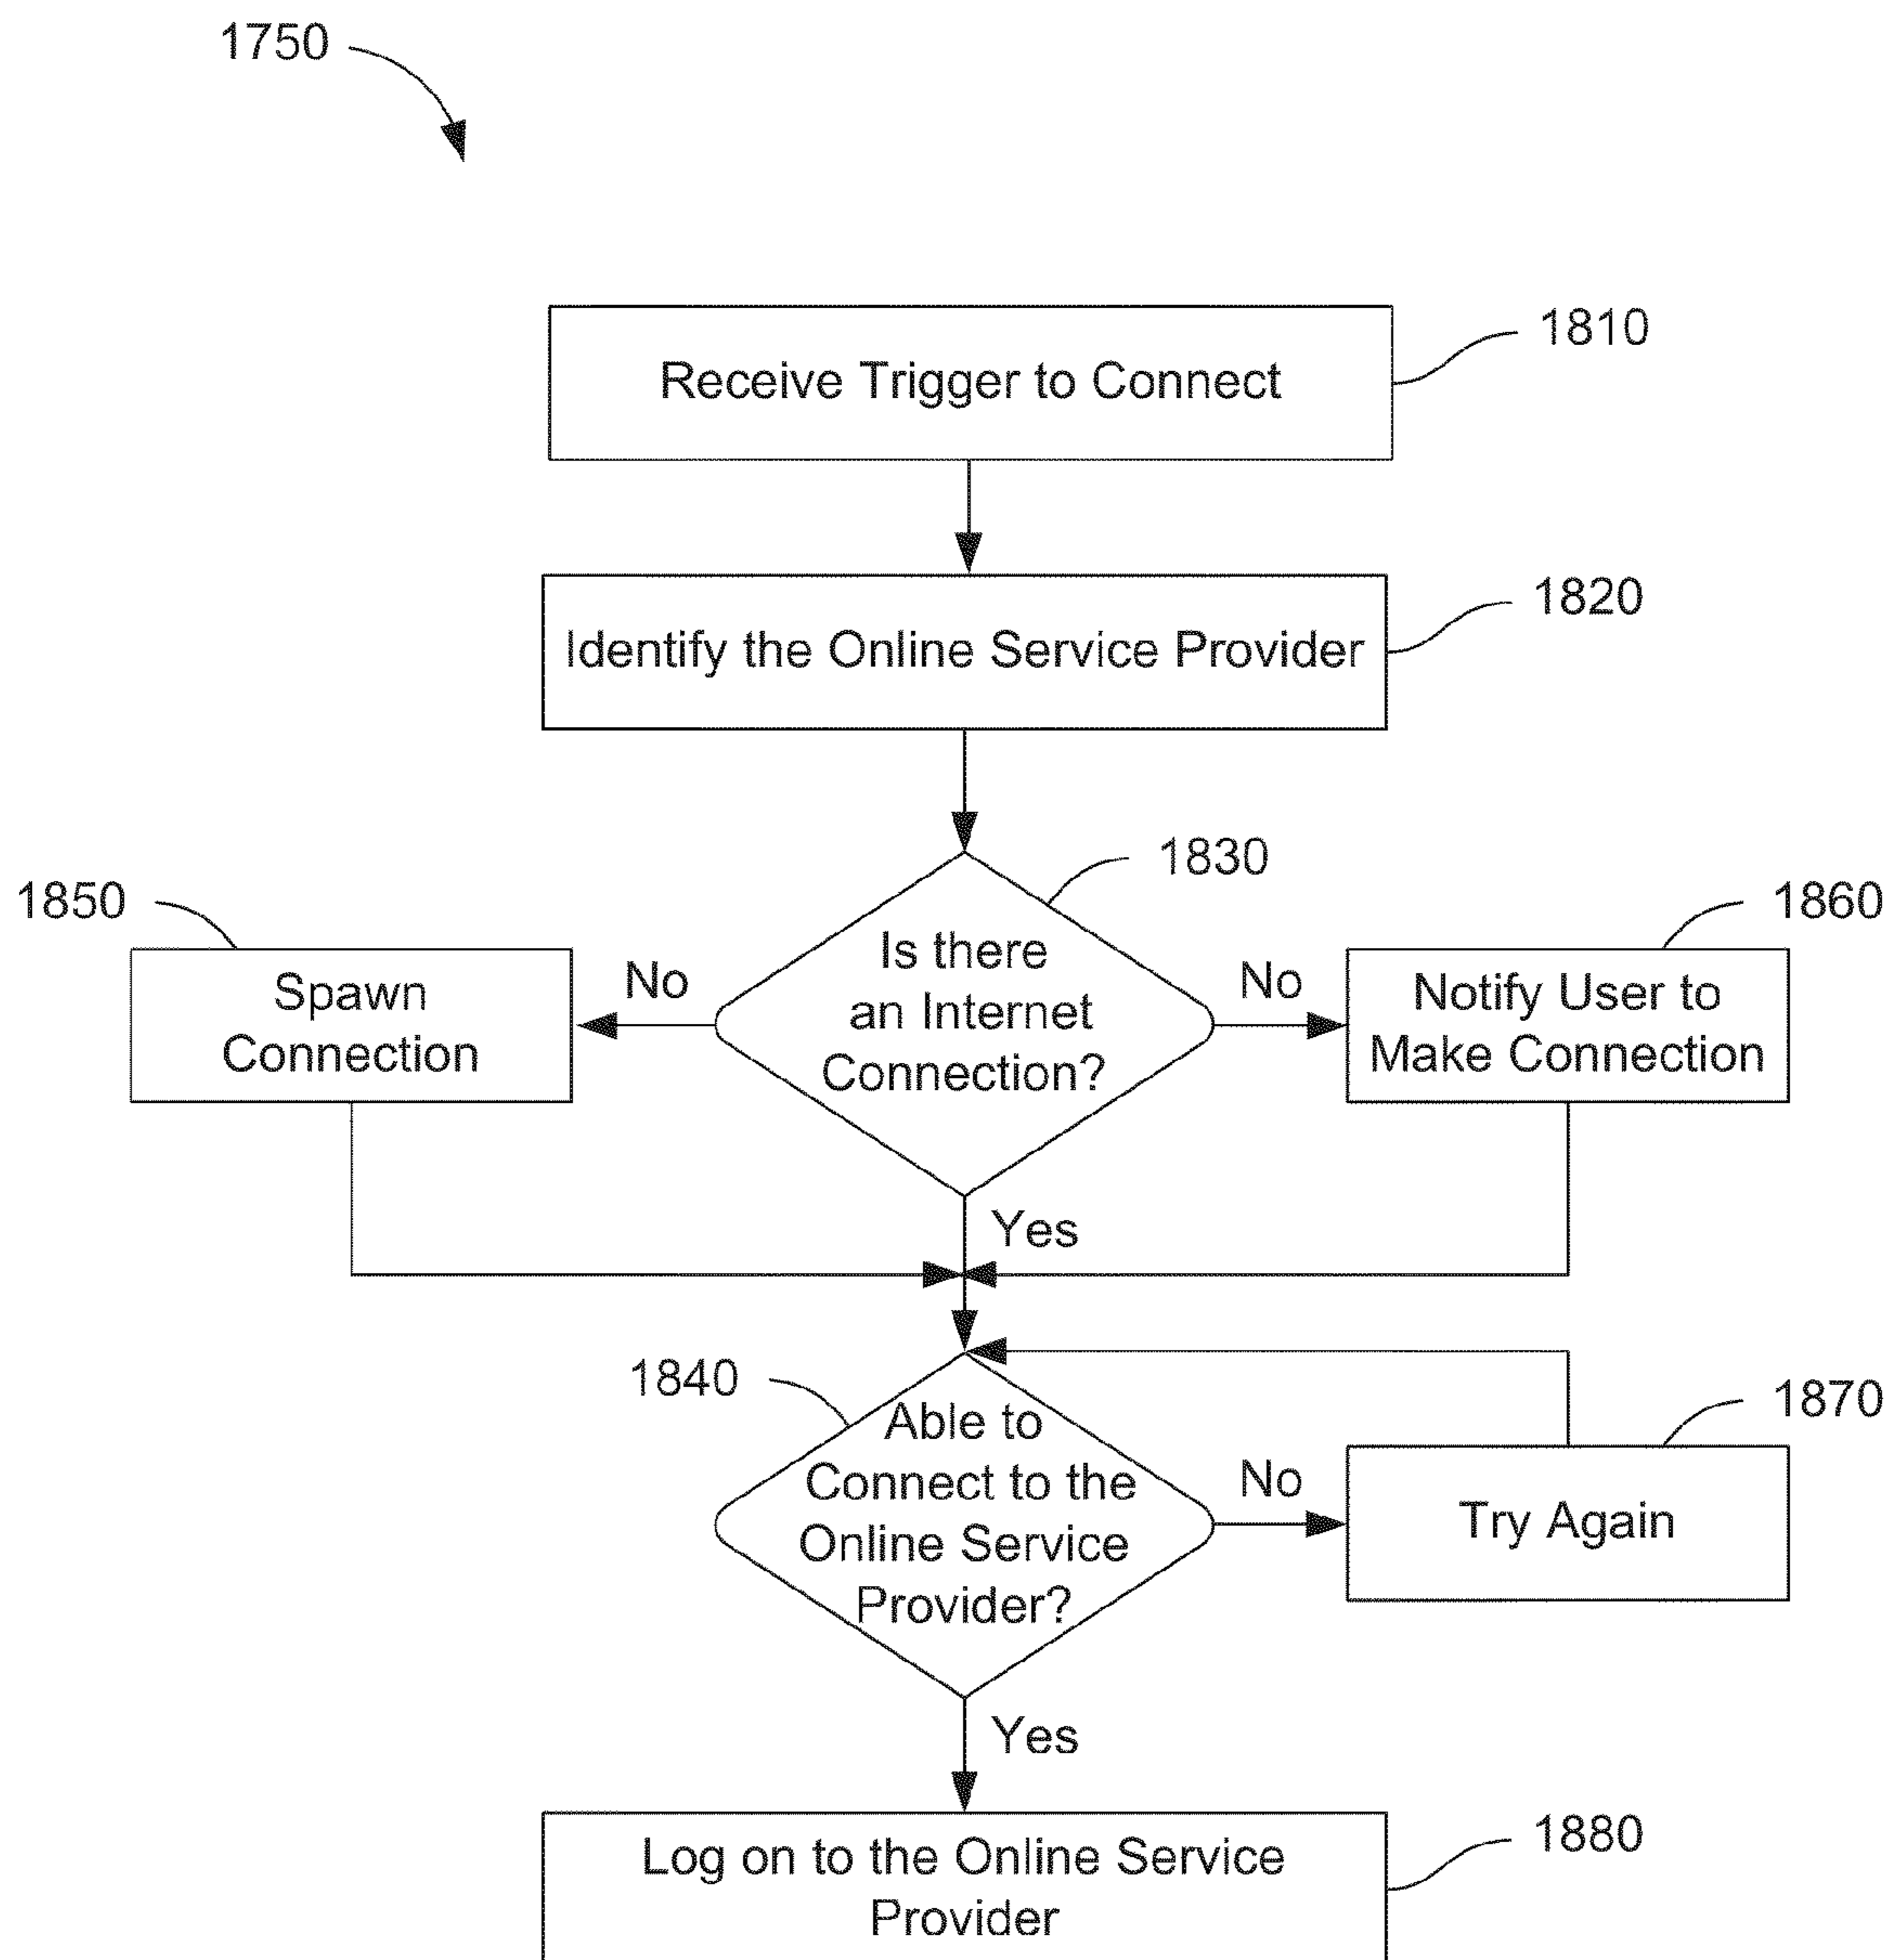 1750
1810
Receive Trigger to Connect
1820
Identify the Online Service Provider
1830
1850
1860
Is there
an Internet
Connection?
No
No
Spawn
Connection
Notify User to
Make Connection
Yes
1840
1870
Able to
Connect to the
Online Service
Provider?
No
Try Again
Yes
1880
Log on to the Online Service
Provider